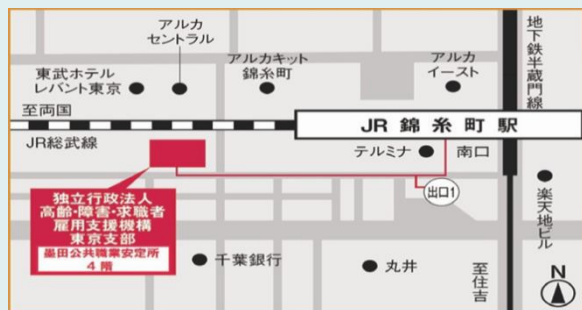 アルカ
セントラル
東武ホテル
レバント東京
アルカキット
錦糸町
アルカ
イースト
地下鉄半蔵門線
至両国
JR総武線
JR錦糸町駅
テルミナ
南口
出口1
独立行政法人
高齢・障害・求職者
雇用支援機構
東京支部
墨田公共職業安定所
4階
千葉銀行
丸井
至住吉
楽天地ビル
N